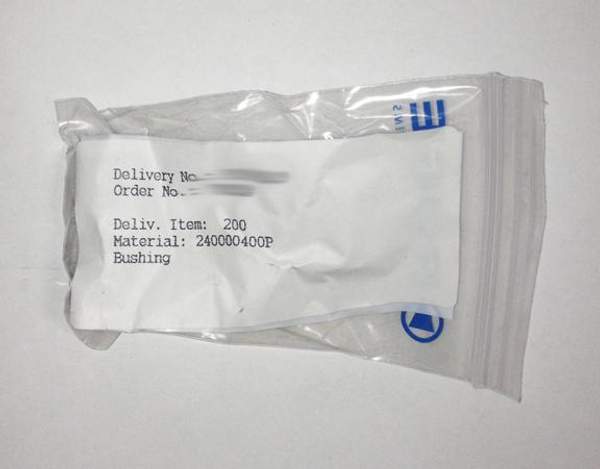 Delivery No.
Order No.
Deliv. Item: 200
Material: 240000400P
Bushing